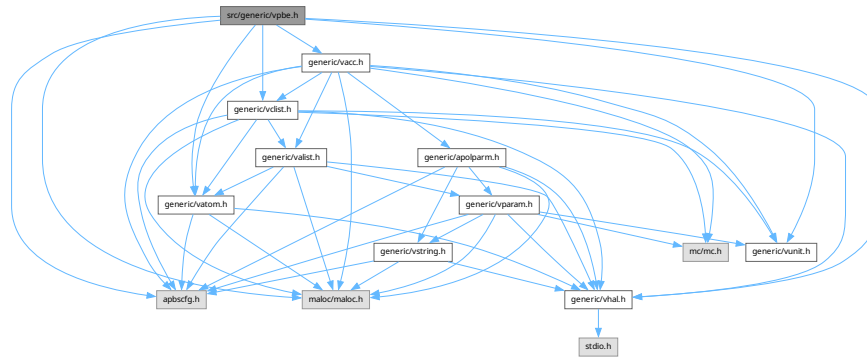 src/generic/vpbe.h
generic/vacc.h
generic/vclist.h
generic/valist.h
generic/apolparm.h
generic/vatom.h
generic/vparam.h
generic/vstring.h
mc/mc.h
generic/vunit.h
apbscfg.h
maloc/maloc.h
generic/vhal.h
stdio.h